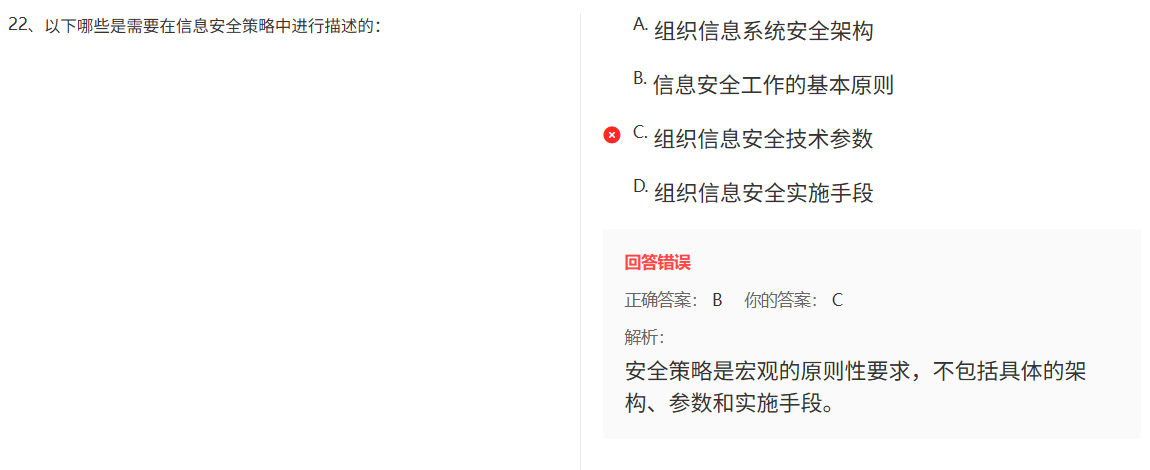 22、以下哪些是需要在信息安全策略中进行描述的：
A. 组织信息系统安全架构
B. 信息安全工作的基本原则
C. 组织信息安全技术参数
D. 组织信息安全实施手段
回答错误
正确答案： B 你的答案： C
解析：
安全策略是宏观的原则性要求，不包括具体的架
构、参数和实施手段。